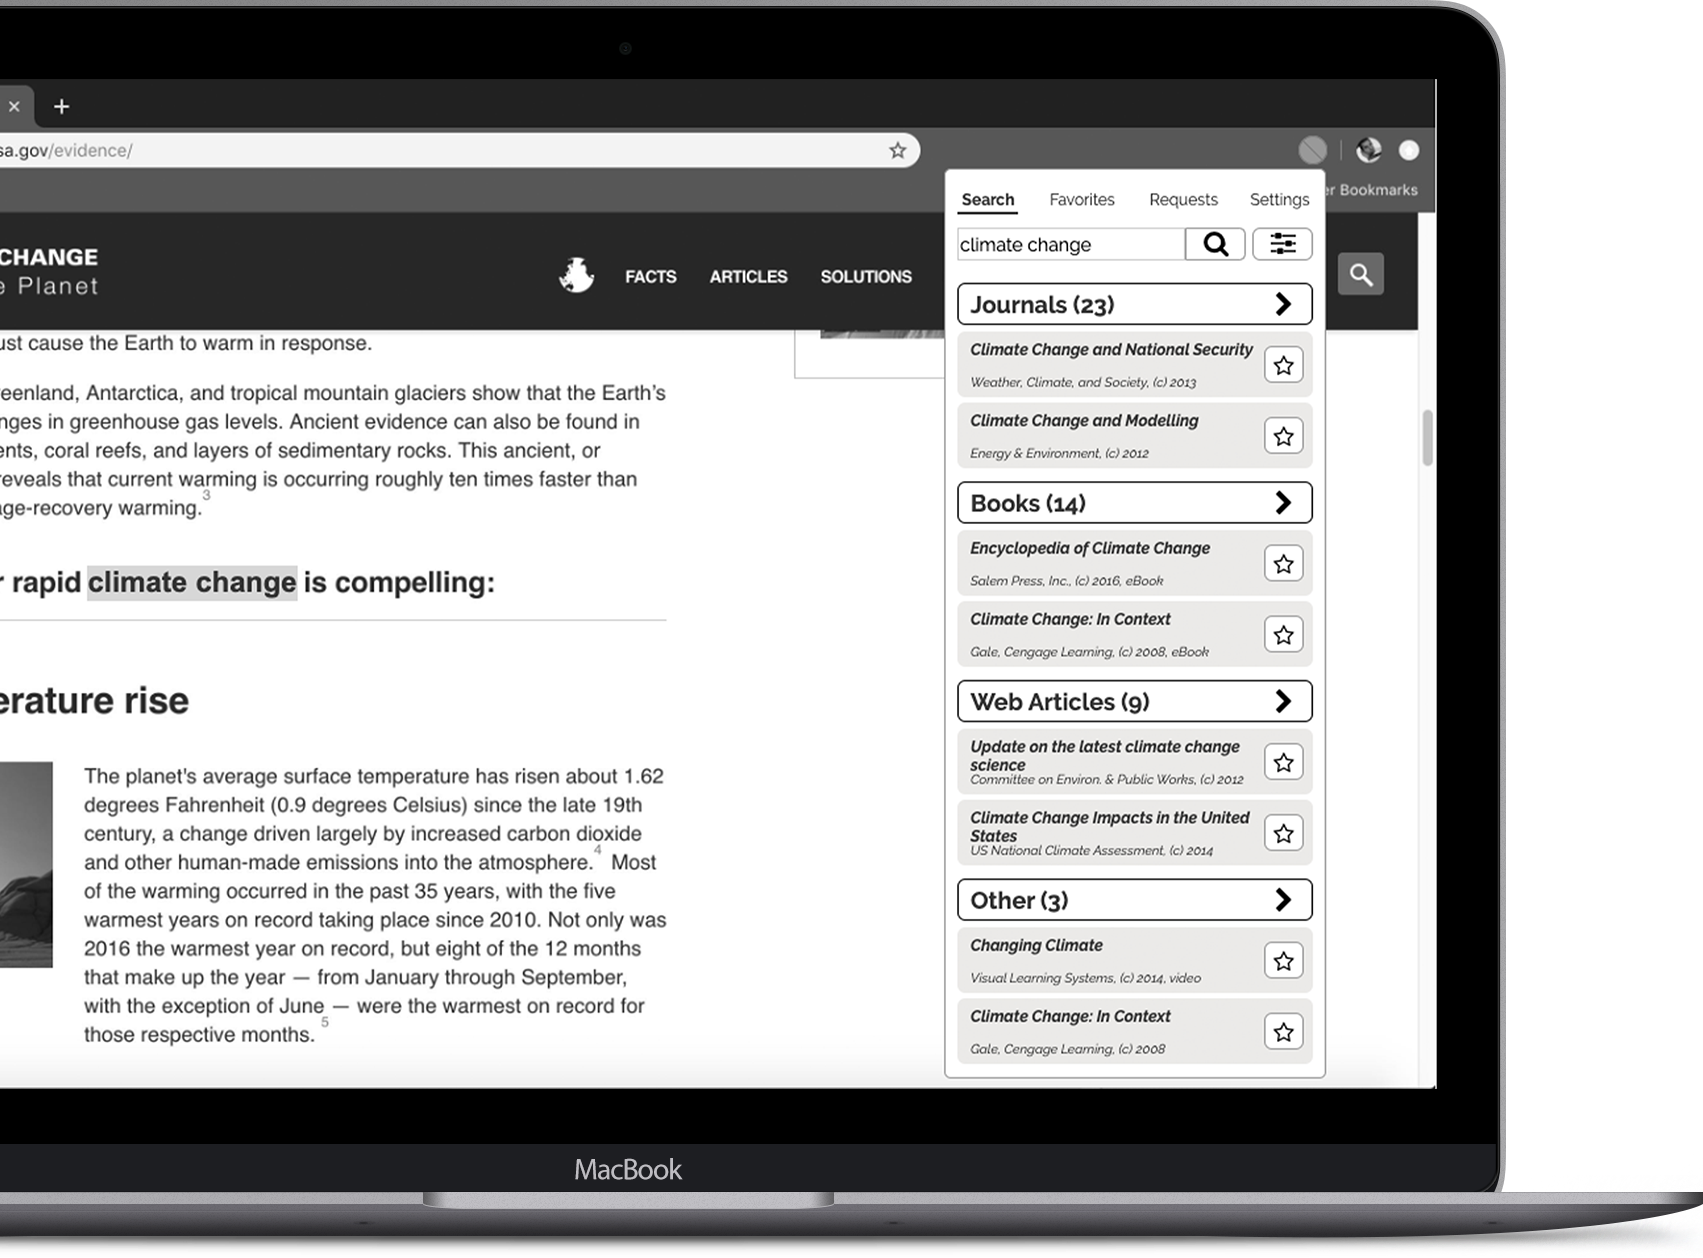 sa.gov/evidence/
er Bookmarks
CHANGE
e Planet
FACTS
ARTICLES
SOLUTIONS
ust cause the Earth to warm in response.
reenland, Antarctica, and tropical mountain glaciers show that the Earth's
nges in greenhouse gas levels. Ancient evidence can also be found in
ents, coral reefs, and layers of sedimentary rocks. This ancient, or
reveals that current warming is occurring roughly ten times faster than
age-recovery warming. 3
r rapid climate change is compelling:
erature rise
The planet's average surface temperature has risen about 1.62
degrees Fahrenheit (0.9 degrees Celsius) since the late 19th
century, a change driven largely by increased carbon dioxide
and other human-made emissions into the atmosphere. 4 Most
of the warming occurred in the past 35 years, with the five
warmest years on record taking place since 2010. Not only was
2016 the warmest year on record, but eight of the 12 months
that make up the year — from January through September,
with the exception of June — were the warmest on record for
those respective months. 5
Search
Favorites
Requests
Settings
climate change
Journals (23)
Climate Change and National Security
Weather, Climate, and Society, (c) 2013
Climate Change and Modelling
Energy & Environment, (c) 2012
Books (14)
Encyclopedia of Climate Change
Salem Press, Inc., (c) 2016, eBook
Climate Change: In Context
Gale, Cengage Learning, (c) 2008, eBook
Web Articles (9)
Update on the latest climate change
science
Committee on Environ. & Public Works, (c) 2012
Climate Change Impacts in the United
States
US National Climate Assessment, (c) 2014
Other (3)
Changing Climate
Visual Learning Systems, (c) 2014, video
Climate Change: In Context
Gale, Cengage Learning, (c) 2008
MacBook